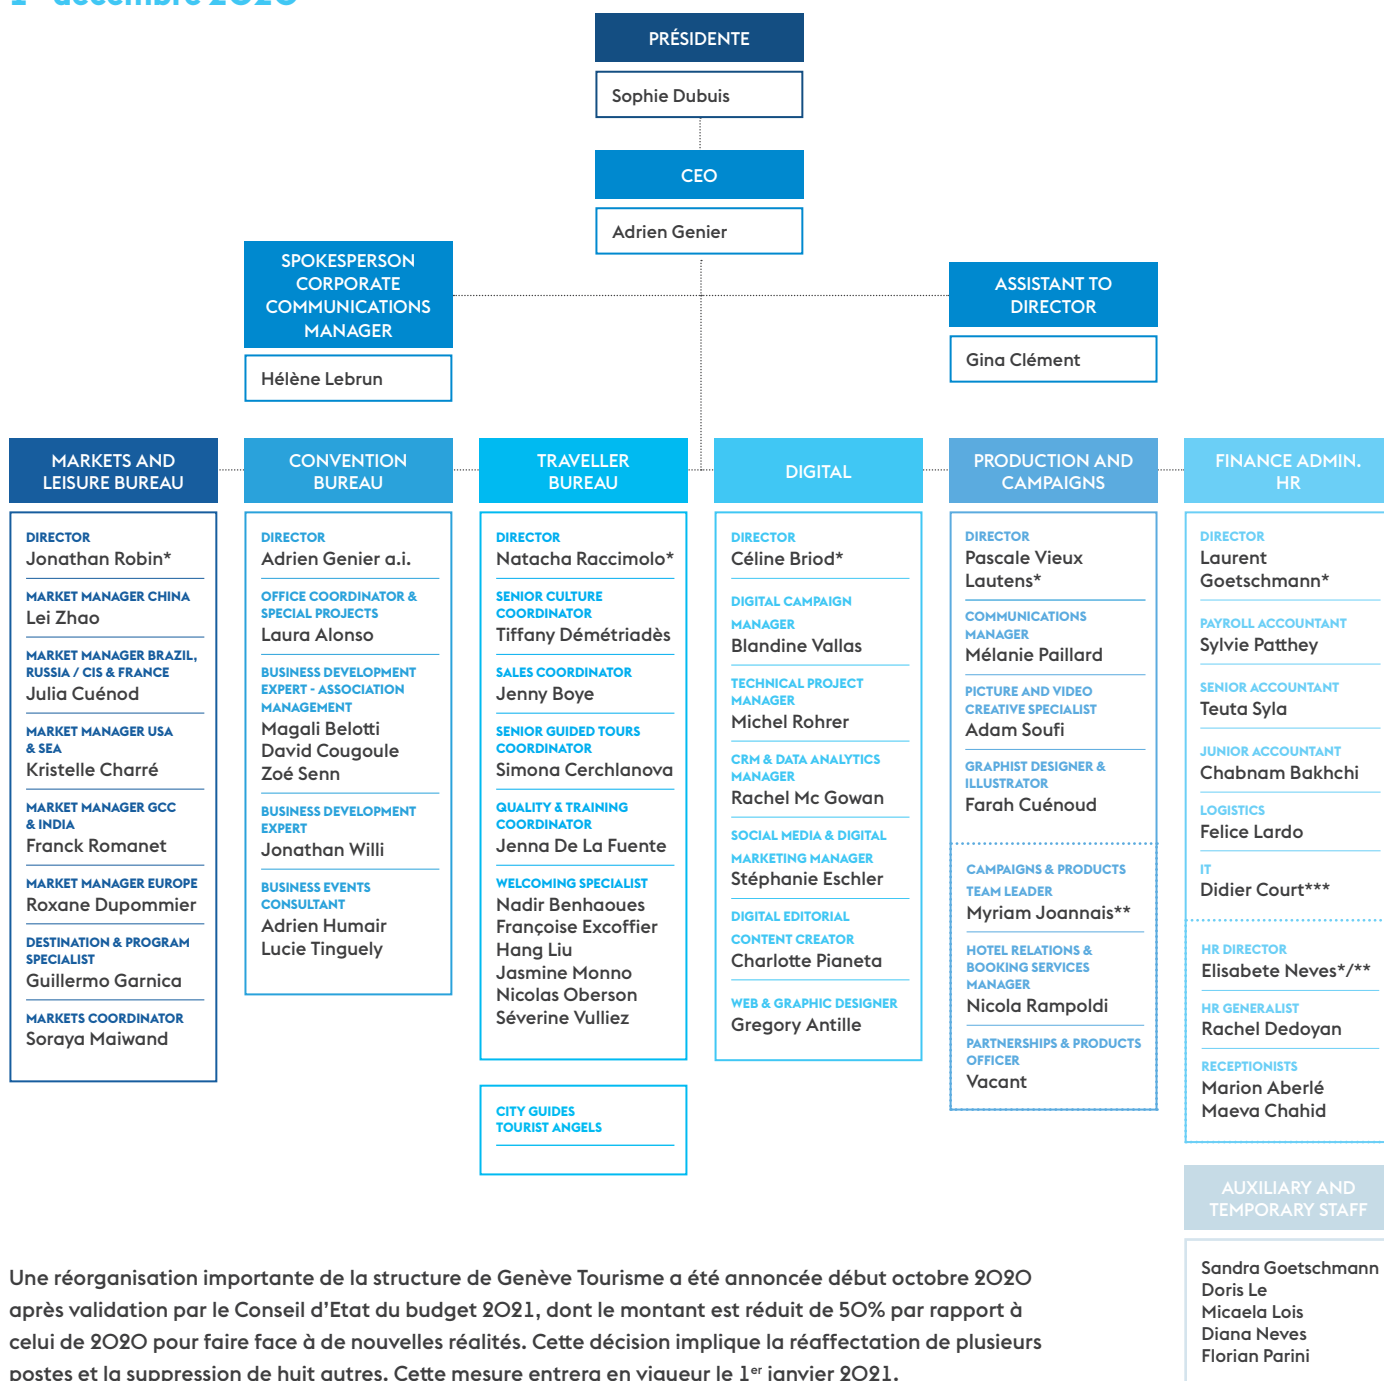 1er décembre 2020
PRÉSIDENTE
Sophie Dubuis
CEO
Adrien Genier
SPOKESPERSON
CORPORATE
COMMUNICATIONS
MANAGER
Hélène Lebrun
ASSISTANT TO
DIRECTOR
Gina Clément
MARKETS AND
LEISURE BUREAU
DIRECTOR
Jonathan Robin*
MARKET MANAGER CHINA
Lei Zhao
MARKET MANAGER BRAZIL,
RUSSIA / CIS & FRANCE
Julia Cuénod
MARKET MANAGER USA
& SEA
Kristelle Charré
MARKET MANAGER GCC
& INDIA
Franck Romanet
MARKET MANAGER EUROPE
Roxane Dupommier
DESTINATION & PROGRAM
SPECIALIST
Guillermo Garnica
MARKETS COORDINATOR
Soraya Maiwand
CONVENTION
BUREAU
DIRECTOR
Adrien Genier a.i.
OFFICE COORDINATOR &
SPECIAL PROJECTS
Laura Alonso
BUSINESS DEVELOPMENT
EXPERT - ASSOCIATION
MANAGEMENT
Magali Belotti
David Cougoule
Zoé Senn
BUSINESS DEVELOPMENT
EXPERT
Jonathan Willi
BUSINESS EVENTS
CONSULTANT
Adrien Humair
Lucie Tinguely
TRAVELLER
BUREAU
DIRECTOR
Natacha Raccimolo*
SENIOR CULTURE
COORDINATOR
Tiffany Démétriadès
SALES COORDINATOR
Jenny Boye
SENIOR GUIDED TOURS
COORDINATOR
Simona Cerchlanova
QUALITY & TRAINING
COORDINATOR
Jenna De La Fuente
WELCOMING SPECIALIST
Nadir Benhaoues
Françoise Excoffier
Hang Liu
Jasmine Monno
Nicolas Oberson
Séverine Vulliez
CITY GUIDES
TOURIST ANGELS
DIGITAL
DIRECTOR
Céline Briod*
DIGITAL CAMPAIGN
MANAGER
Blandine Vallas
TECHNICAL PROJECT
MANAGER
Michel Rohrer
CRM & DATA ANALYTICS
MANAGER
Rachel Mc Gowan
SOCIAL MEDIA & DIGITAL
MARKETING MANAGER
Stéphanie Eschler
DIGITAL EDITORIAL
CONTENT CREATOR
Charlotte Pianeta
WEB & GRAPHIC DESIGNER
Gregory Antille
PRODUCTION AND
CAMPAIGNS
DIRECTOR
Pascale Vieux
Lautens*
COMMUNICATIONS
MANAGER
Mélanie Paillard
PICTURE AND VIDEO
CREATIVE SPECIALIST
Adam Soufi
GRAPHIST DESIGNER &
ILLUSTRATOR
Farah Cuénoud
CAMPAIGNS & PRODUCTS
TEAM LEADER
Myriam Joannais**
HOTEL RELATIONS &
BOOKING SERVICES
MANAGER
Nicola Rampoldi
PARTNERSHIPS & PRODUCTS
OFFICER
Vacant
FINANCE ADMIN.
HR
DIRECTOR
Laurent
Goetschmann*
PAYROLL ACCOUNTANT
Sylvie Patthey
SENIOR ACCOUNTANT
Teuta Syla
JUNIOR ACCOUNTANT
Chabnam Bakhchi
LOGISTICS
Felice Lardo
IT
Didier Court***
HR DIRECTOR
Elisabete Neves*/**
HR GENERALIST
Rachel Dedoyan
RECEPTIONISTS
Marion Aberlé
Maeva Chahid
AUXILIARY AND
TEMPORARY STAFF
Sandra Goetschmann
Doris Le
Micaela Lois
Diana Neves
Florian Parini
Une réorganisation importante de la structure de Genève Tourisme a été annoncée début octobre 2020
après validation par le Conseil d’Etat du budget 2021, dont le montant est réduit de 50% par rapport à
celui de 2020 pour faire face à de nouvelles réalités. Cette décision implique la réaffectation de plusieurs
postes et la suppression de huit autres. Cette mesure entrera en vigueur le 1er janvier 2021.